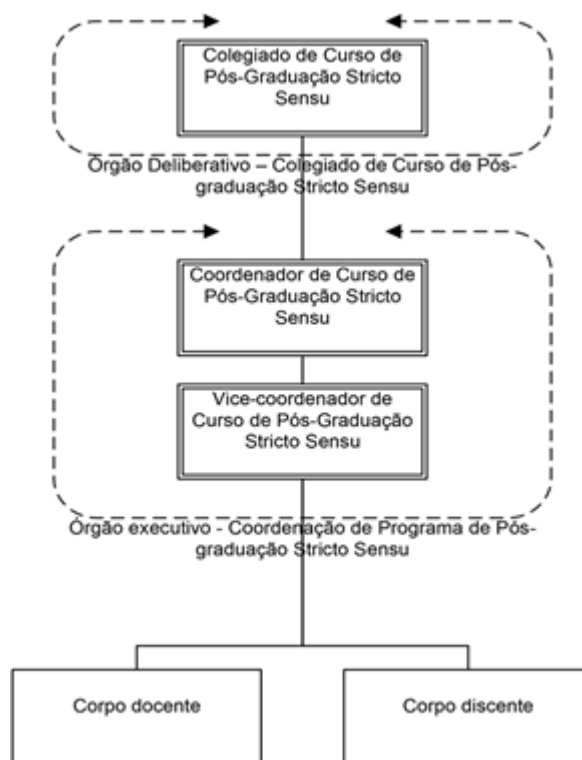 Colegiado de Curso de
Pós-Graduação Stricto
Sensu
Órgão Deliberativo – Colegiado de Curso de Pós-
graduação Stricto Sensu
Coordenador de Curso de
Pós-Graduação Stricto
Sensu
Vice-coordenador de
Curso de Pós-Graduação
Stricto Sensu
Órgão executivo - Coordenação de Programa de Pós-
graduação Stricto Sensu
Corpo docente
Corpo discente